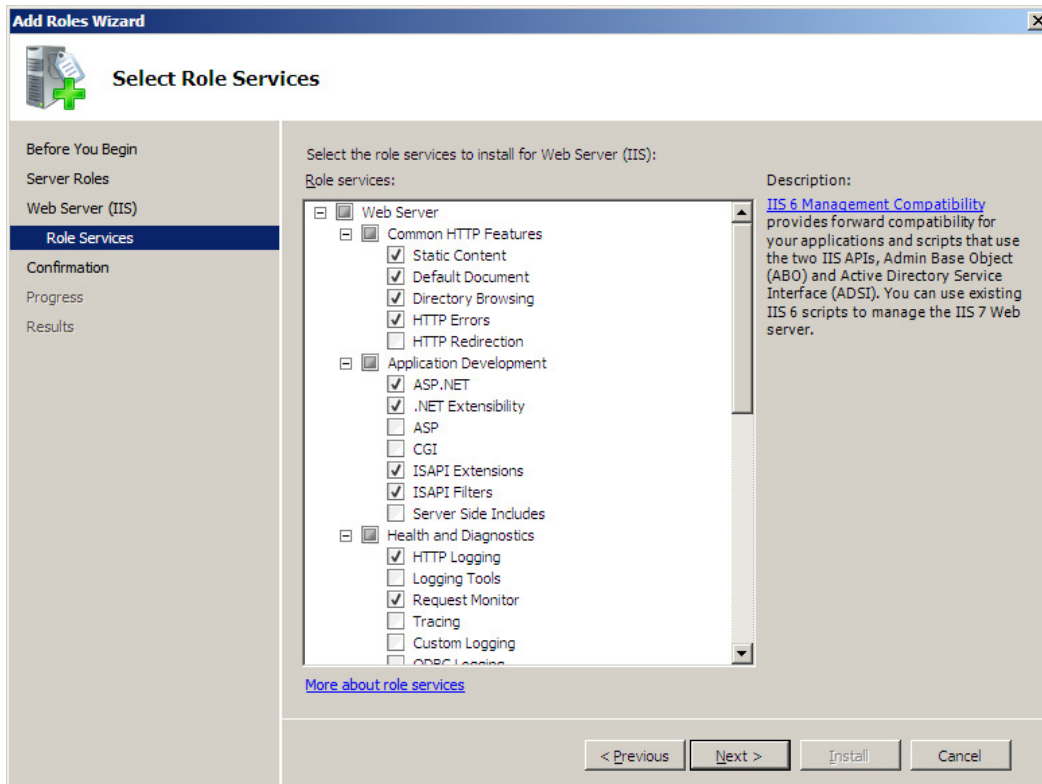 Add Roles Wizard
Select Role Services
Before You Begin
Server Roles
Web Server (IIS)
Role Services
Confirmation
Progress
Results
Select the role services to install for Web Server (IIS):
Role services:
Web Server
Common HTTP Features
Static Content
Default Document
Directory Browsing
HTTP Errors
HTTP Redirection
Application Development
ASP.NET
.NET Extensibility
ASP
CGI
ISAPI Extensions
ISAPI Filters
Server Side Includes
Health and Diagnostics
HTTP Logging
Logging Tools
Request Monitor
Tracing
Custom Logging
ODBC Logging
More about role services
Description:
IIS 6 Management Compatibility
provides forward compatibility for
your applications and scripts that use
the two IIS APIs, Admin Base Object
(ABO) and Active Directory Service
Interface (ADSI). You can use existing
IIS 6 scripts to manage the IIS 7 Web
server.
< Previous
Next >
Install
Cancel